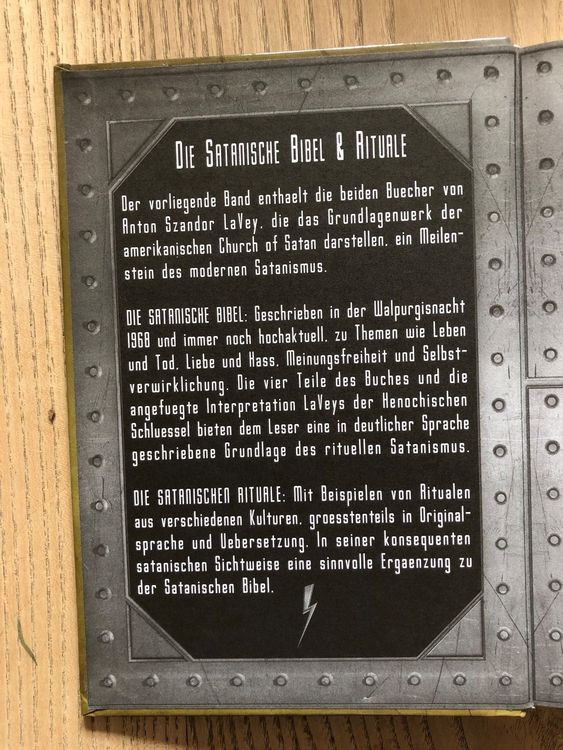 Die Satanische Bibel & Rituale
Der vorliegende Band enthaelt die beiden Buecher von
Anton Szandor LaVey, die das Grundlagenwerk der
amerikanischen Church of Satan darstellen, ein Meilen-
stein des modernen Satanismus.
DIE SATANISCHE BIBEL: Geschrieben in der Walpurgisnacht
1968 und immer noch hochaktuell, zu Themen wie Leben
und Tod, Liebe und Hass, Meinungsfreiheit und Selbst-
verwirklichung. Die vier Teile des Buches und die
angefuegte Interpretation LaVeys der Henochischen
Schluessel bieten dem Leser eine in deutlicher Sprache
geschriebene Grundlage des rituellen Satanismus.
DIE SATANISCHEN RITUALE: Mit Beispielen von Ritualen
aus verschiedenen Kulturen, groesstenteils in Original-
sprache und Uebersetzung. In seiner konsequenten
satanischen Sichtweise eine sinnvolle Ergaenzung zu
der Satanischen Bibel.